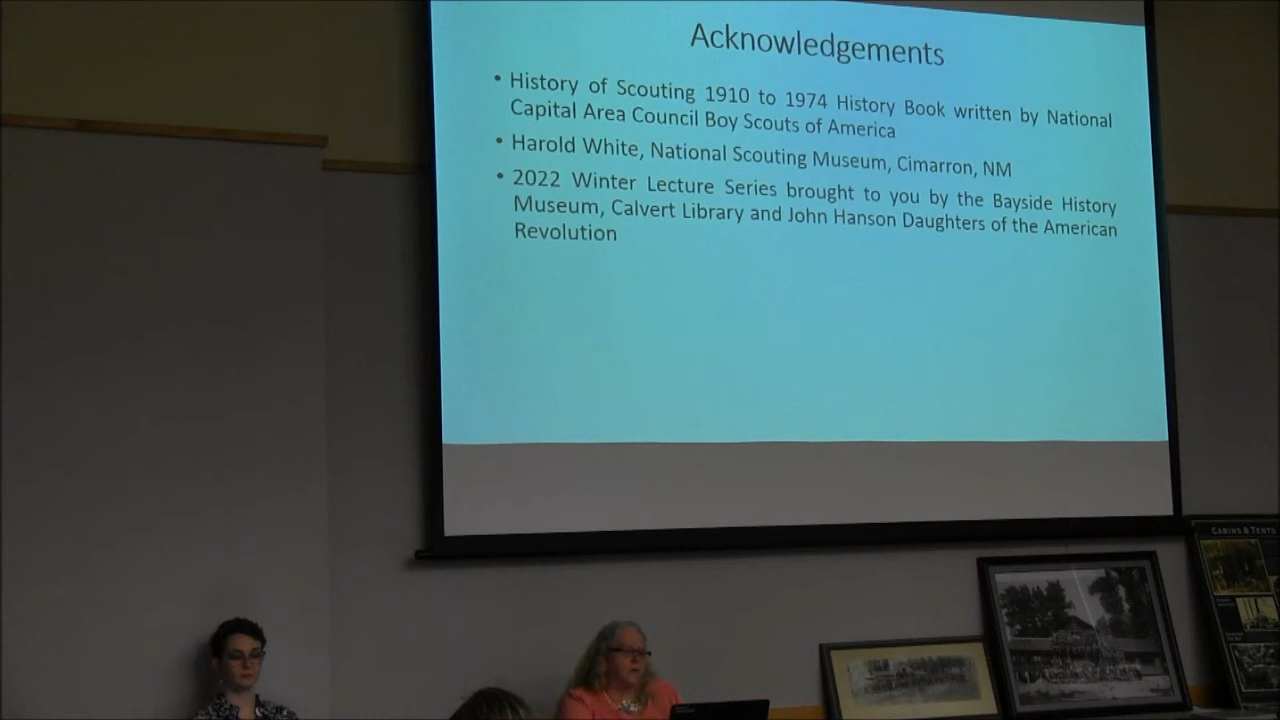 Acknowledgements
• History of Scouting 1910 to 1974 History Book written by National
Capital Area Council Boy Scouts of America
• Harold White, National Scouting Museum, Cimarron, NM
• 2022 Winter Lecture Series brought to you by the Bayside History
Museum, Calvert Library and John Hanson Daughters of the American
Revolution
CABINS & TENTS